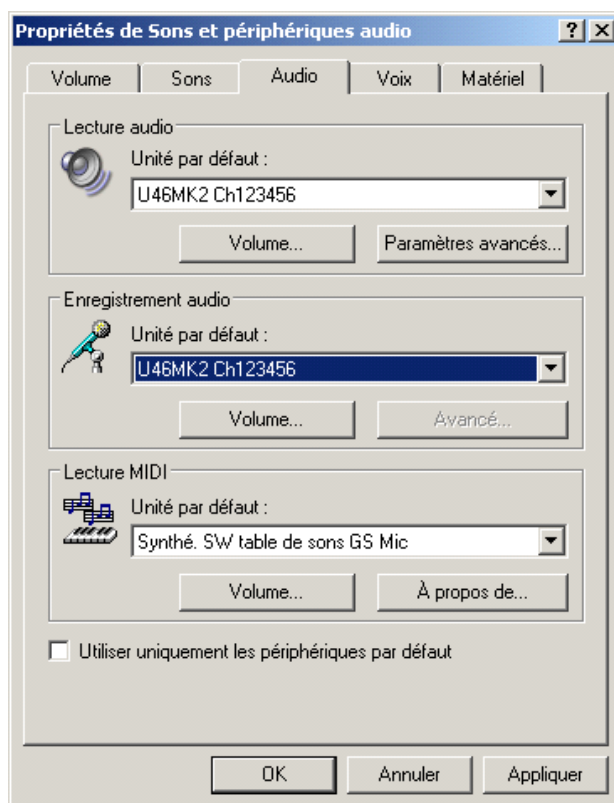 Propriétés de Sons et périphériques audio
Volume Sons Audio Voix Matériel
Lecture audio
Unité par défaut :
U46MK2 Ch123456
Volume... Paramètres avancés...
Enregistrement audio
Unité par défaut :
U46MK2 Ch123456
Volume... Avancé...
Lecture MIDI
Unité par défaut :
Synthé. SW table de sons GS Mic
Volume... À propos de...
Utiliser uniquement les périphériques par défaut
OK Annuler Appliquer